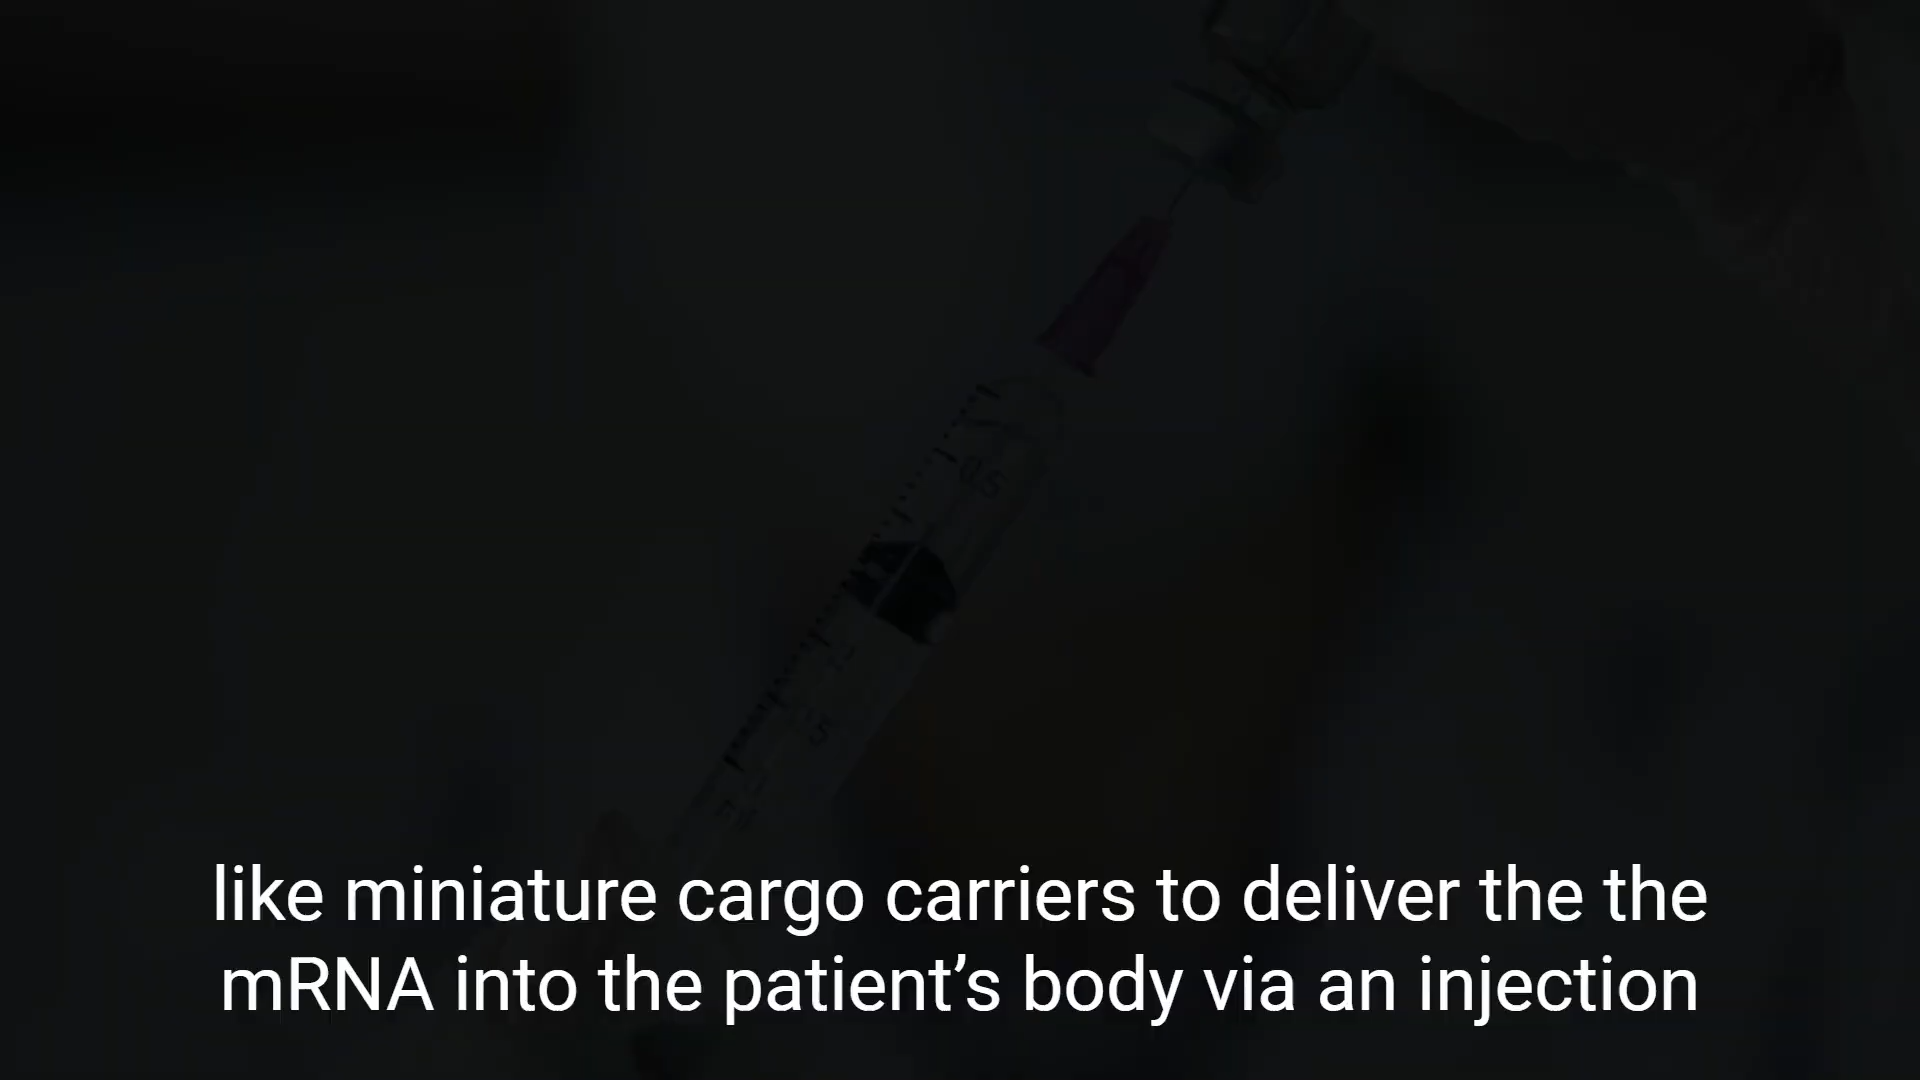 like miniature cargo carriers to deliver the the
mRNA into the patient’s body via an injection